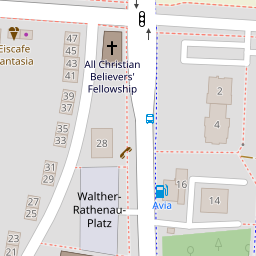 47
45
43
41
Eiscafe
antasia
All Christian
Believers'
Fellowship
39
37
2
4
35
33
28
31
29
16
14
Avia
Walther-
Rathenau-
Platz
27
25
23
21